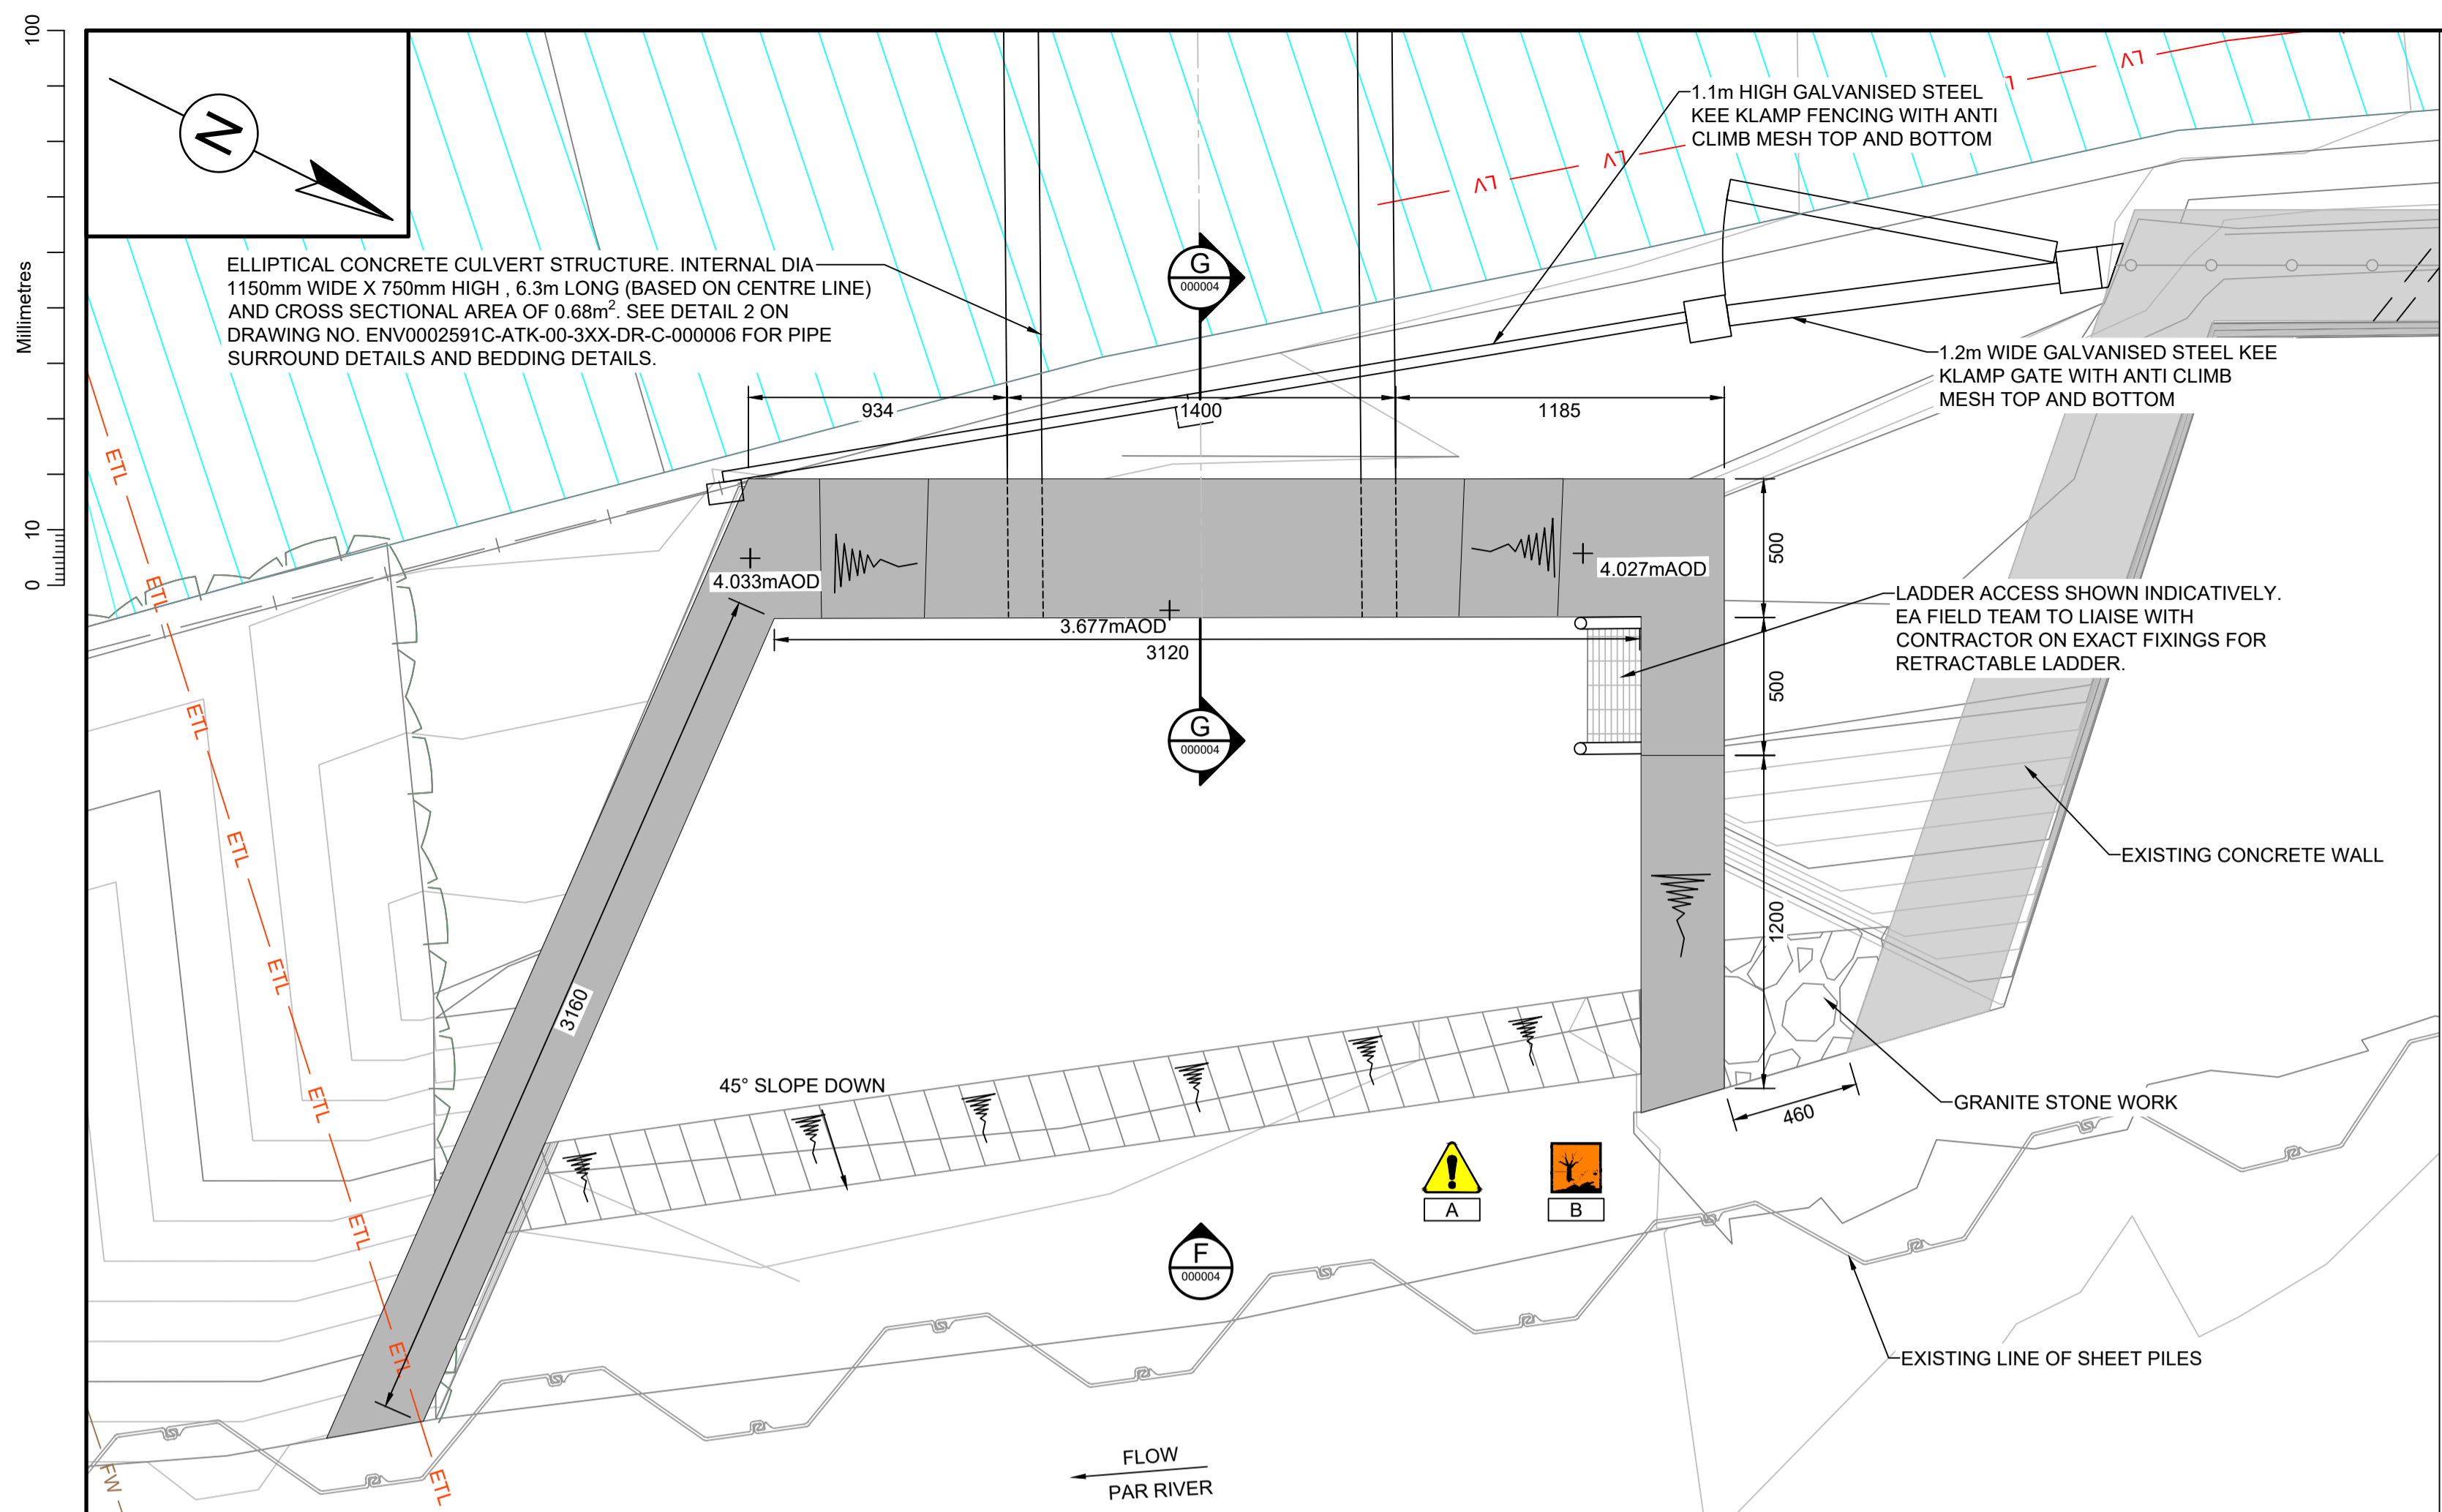 100
Millimetres
10
0
N
LV
LV
LV
1.1m HIGH GALVANISED STEEL
KEE KLAMP FENCING WITH ANTI
CLIMB MESH TOP AND BOTTOM
ELLIPTICAL CONCRETE CULVERT STRUCTURE. INTERNAL DIA
1150mm WIDE X 750mm HIGH , 6.3m LONG (BASED ON CENTRE LINE)
AND CROSS SECTIONAL AREA OF 0.68m². SEE DETAIL 2 ON
DRAWING NO. ENV0002591C-ATK-00-3XX-DR-C-000006 FOR PIPE
SURROUND DETAILS AND BEDDING DETAILS.
G
000004
1.2m WIDE GALVANISED STEEL KEE
KLAMP GATE WITH ANTI CLIMB
MESH TOP AND BOTTOM
934
1400
1185
ETL
ETL
ETL
ETL
ETL
ETL
ETL
ETL
ETL
4.033mAOD
4.027mAOD
500
3.677mAOD
3120
LADDER ACCESS SHOWN INDICATIVELY.
EA FIELD TEAM TO LIAISE WITH
CONTRACTOR ON EXACT FIXINGS FOR
RETRACTABLE LADDER.
500
G
000004
EXISTING CONCRETE WALL
1200
3160
45° SLOPE DOWN
GRANITE STONE WORK
460
A
B
F
000004
EXISTING LINE OF SHEET PILES
FLOW
PAR RIVER
FW